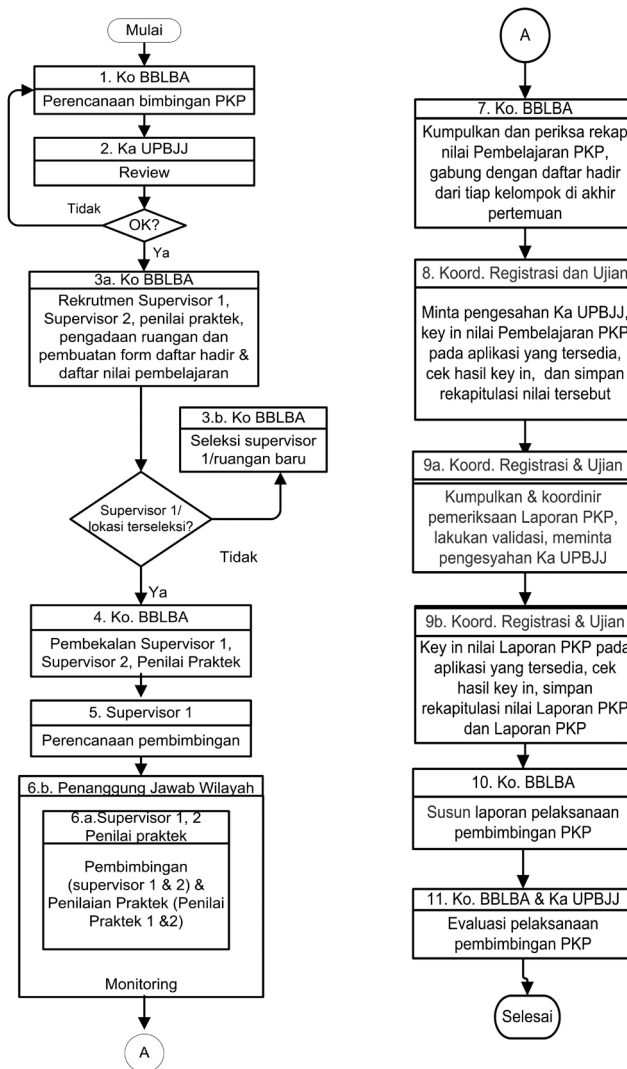 Mulai
1. Ko BBLBA
Perencanaan bimbingan PKP
2. Ka UPBJJ
Review
Tidak
OK?
Ya
3a. Ko BBLBA
Rekrutmen Supervisor 1,
Supervisor 2, penilai praktek,
pengadaan ruangan dan
pembuatan form daftar hadir &
daftar nilai pembelajaran
3.b. Ko BBLBA
Seleksi supervisor
1/ruangan baru
Supervisor 1/
lokasi terseleksi?
Tidak
Ya
4. Ko. BBLBA
Pembekalan Supervisor 1,
Supervisor 2, Penilai Praktek
5. Supervisor 1
Perencanaan pembimbingan
6.b. Penanggung Jawab Wilayah
6.a.Supervisor 1, 2
Penilai praktek
Pembimbingan
(supervisor 1 & 2) &
Penilaian Praktek (Penilai
Praktek 1 &2)
Monitoring
A
A
7. Ko. BBLBA
Kumpulkan dan periksa rekap
nilai Pembelajaran PKP,
gabung dengan daftar hadir
dari tiap kelompok di akhir
pertemuan
8. Koord. Registrasi dan Ujian
Minta pengesahan Ka UPBJJ,
key in nilai Pembelajaran PKP
pada aplikasi yang tersedia,
cek hasil key in, dan simpan
rekapitulasi nilai tersebut
9a. Koord. Registrasi & Ujian
Kumpulkan & koordinir
pemeriksaan Laporan PKP,
lakukan validasi, meminta
pengesyahan Ka UPBJJ
9b. Koord. Registrasi & Ujian
Key in nilai Laporan PKP pada
aplikasi yang tersedia, cek
hasil key in, simpan
rekapitulasi nilai Laporan PKP
dan Laporan PKP
10. Ko. BBLBA
Susun laporan pelaksanaan
pembimbingan PKP
11. Ko. BBLBA & Ka UPBJJ
Evaluasi pelaksanaan
pembimbingan PKP
Selesai